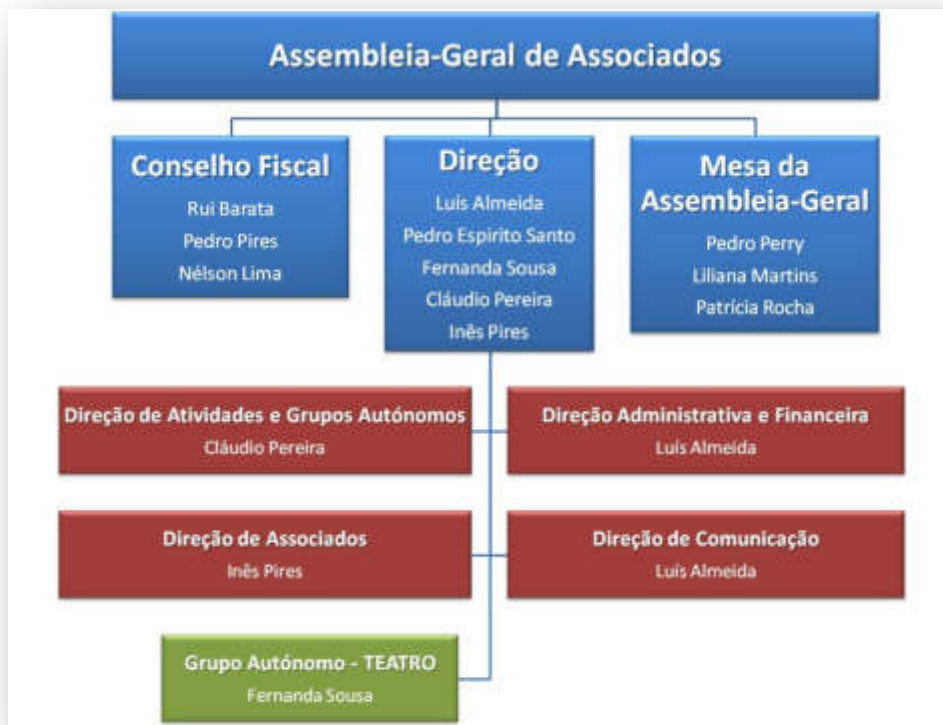 Assembleia-Geral de Associados
Conselho Fiscal
Rui Barata
Pedro Pires
Nélson Lima
Direção
Luís Almeida
Pedro Espirito Santo
Fernanda Sousa
Cláudio Pereira
Inês Pires
Mesa da
Assembleia-Geral
Pedro Perry
Liliana Martins
Patrícia Rocha
Direção de Atividades e Grupos Autónomos
Cláudio Pereira
Direção Administrativa e Financeira
Luís Almeida
Direção de Associados
Inês Pires
Direção de Comunicação
Luís Almeida
Grupo Autónomo - TEATRO
Fernanda Sousa